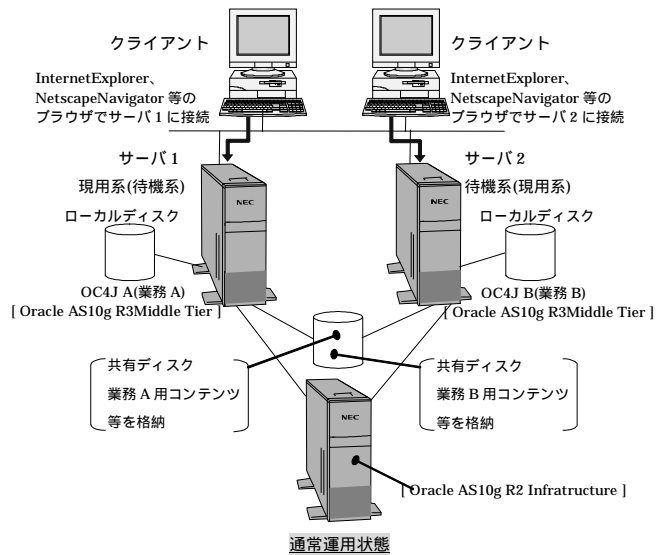 クライアント
クライアント
InternetExplorer、
NetscapeNavigator 等の
ブラウザでサーバ 1 に接続
InternetExplorer、
NetscapeNavigator 等の
ブラウザでサーバ 2 に接続
サーバ 1
現用系(待機系)
サーバ 2
待機系(現用系)
NEC
NEC
ローカルディスク
ローカルディスク
OC4J A(業務 A)
[ Oracle AS10g R3Middle Tier ]
OC4J B(業務 B)
[ Oracle AS10g R3Middle Tier ]
共有ディスク
業務 A 用コンテンツ
等を格納
共有ディスク
業務 B 用コンテンツ
等を格納
NEC
[ Oracle AS10g R2 Infratructure ]
通常運用状態